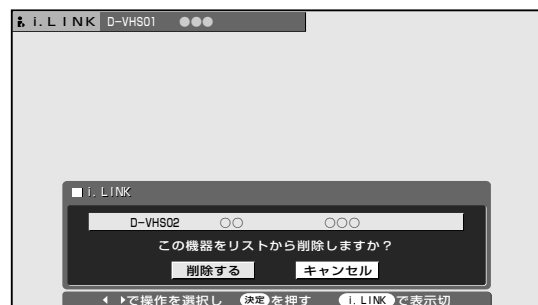 i.LINK D-VHS01 ●●●
i.LINK
D-VHS02 ○○ ○○○
この機器をリストから削除しますか？
削除する キャンセル
で操作を選択し 決定を押す i.LINKで表示切